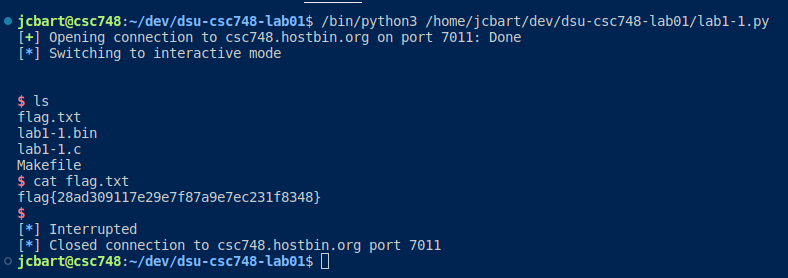 jcbart@csc748:~/dev/dsu-csc748-lab01$ /bin/python3 /home/jcbart/dev/dsu-csc748-lab01/lab1-1.py
[+] Opening connection to csc748.hostbin.org on port 7011: Done
[*] Switching to interactive mode
$ ls
flag.txt
lab1-1.bin
lab1-1.c
Makefile
$ cat flag.txt
flag{28ad309117e29e7f87a9e7ec231f8348}
$
[*] Interrupted
[*] Closed connection to csc748.hostbin.org port 7011
jcbart@csc748:~/dev/dsu-csc748-lab01$